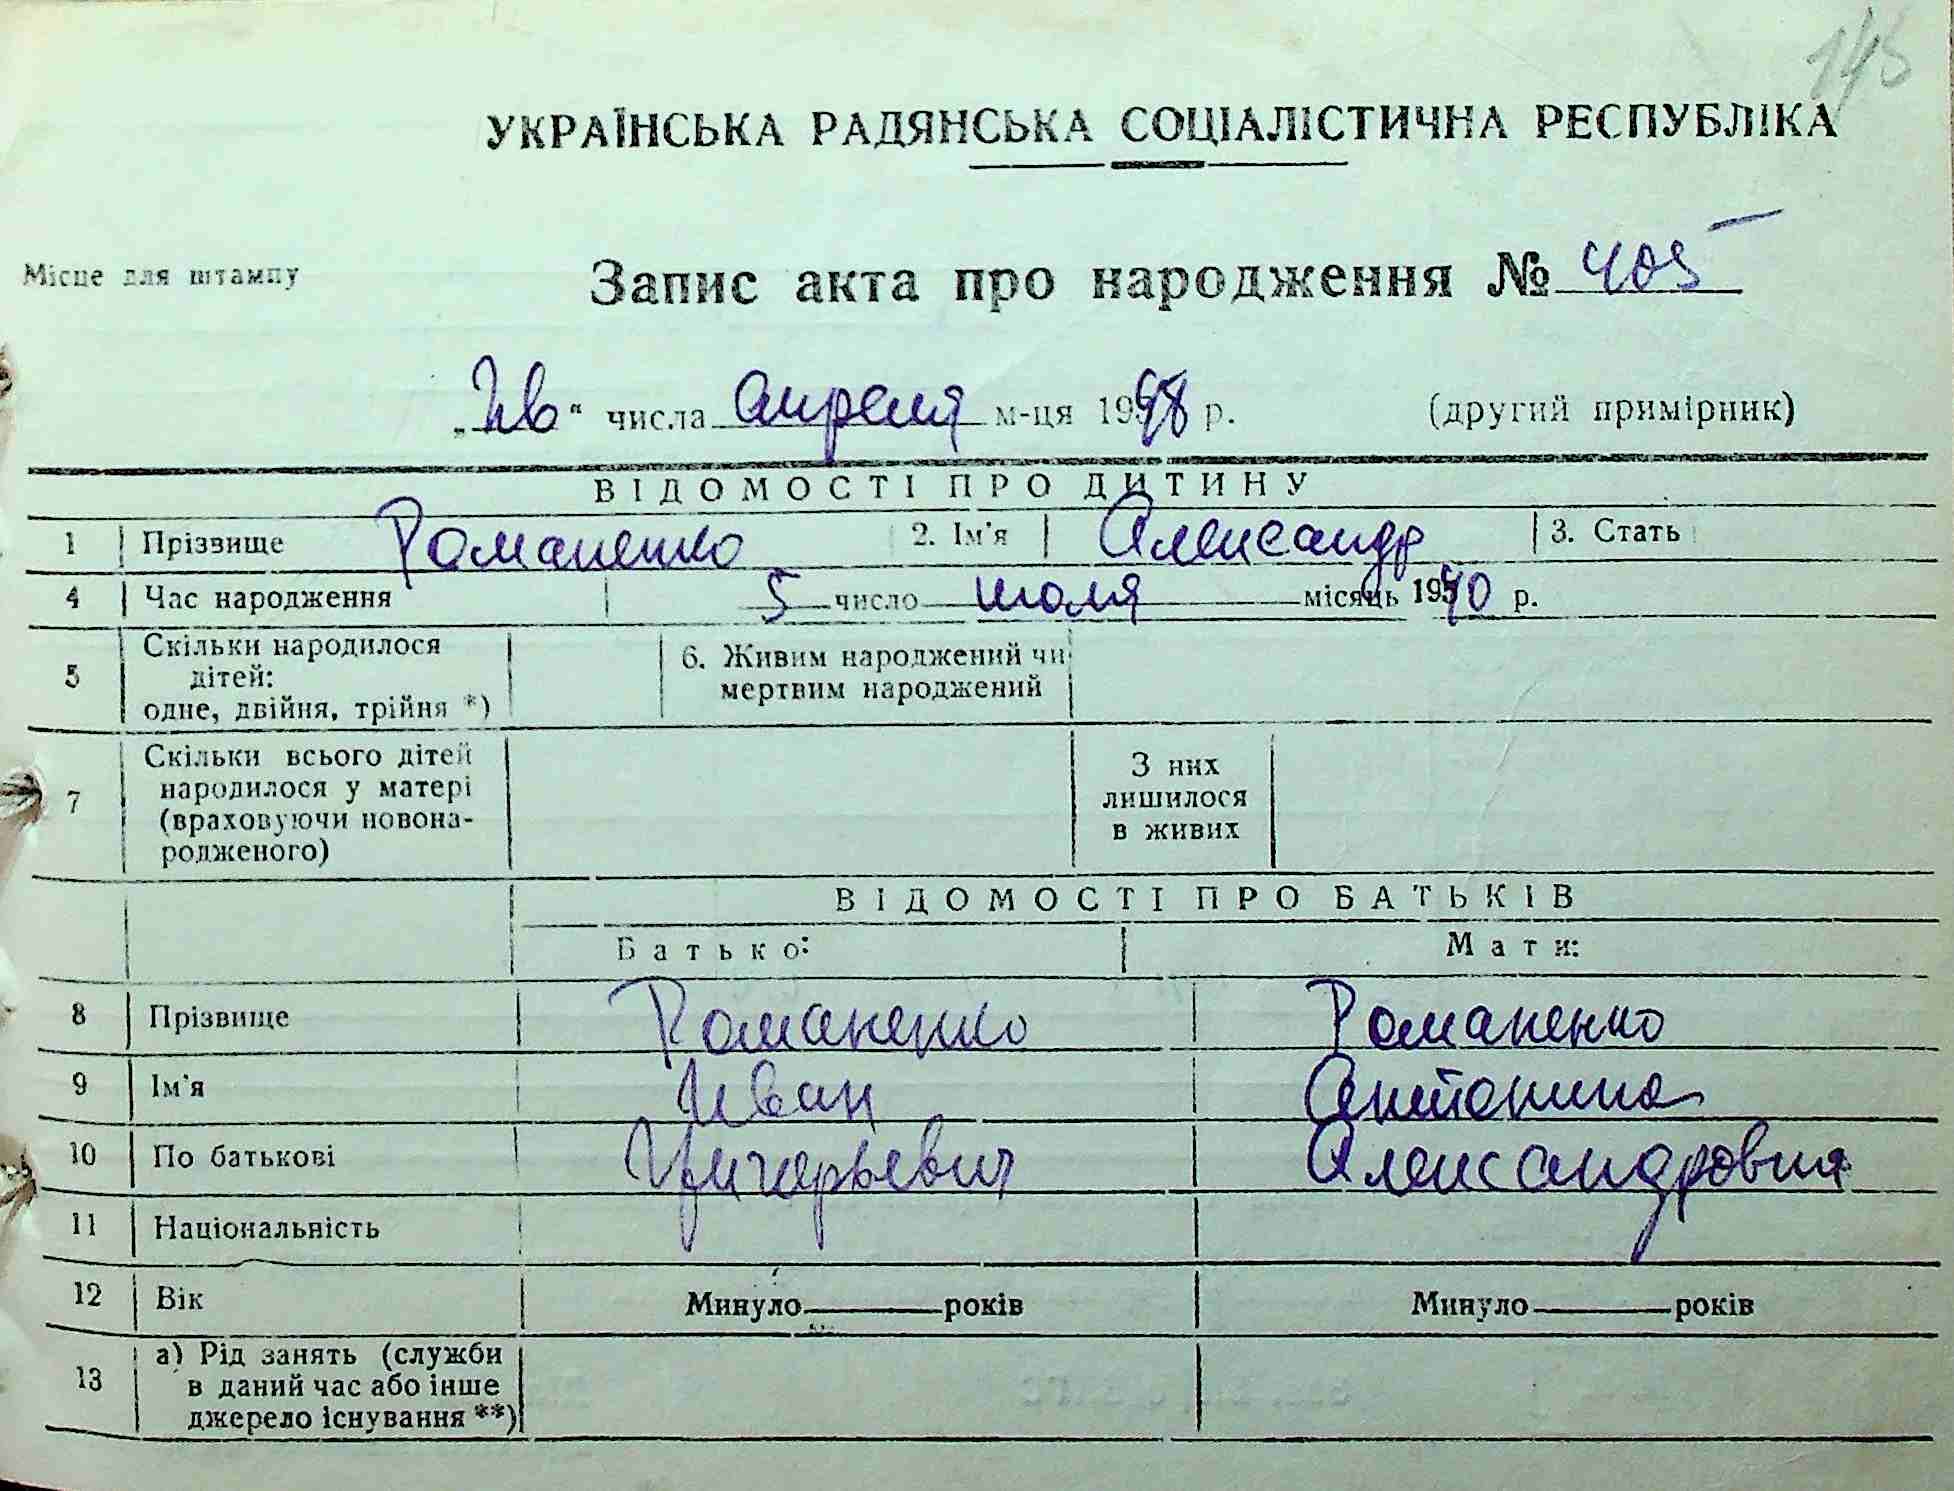 145
УКРАЇНСЬКА РАДЯНСЬКА СОЦІАЛІСТИЧНА РЕСПУБЛІКА
Місце для штампу
Запис акта про народження № 405
„26“ числа апреля м-ця 1948 р. (другий примірник)
ВІДОМОСТІ ПРО ДИТИНУ
1 Прізвище Романенко 2. Ім'я Александр 3. Стать
4 Час народження 5 число июля місяць 1940 р.
5 Скільки народилося дітей: одне, двійня, трійня *) 6. Живим народжений чи мертвим народжений
7 Скільки всього дітей народилося у матері (враховуючи новона-родженого) З них лишилося в живих
ВІДОМОСТІ ПРО БАТЬКІВ
Батько: Мати:
8 Прізвище Романенко Романенко
9 Ім'я Иван Антонина
10 По батькові Григорьевич Александровна
11 Національність
12 Вік Минуло років Минуло років
13 а) Рід занять (служби в даний час або інше джерело існування **)